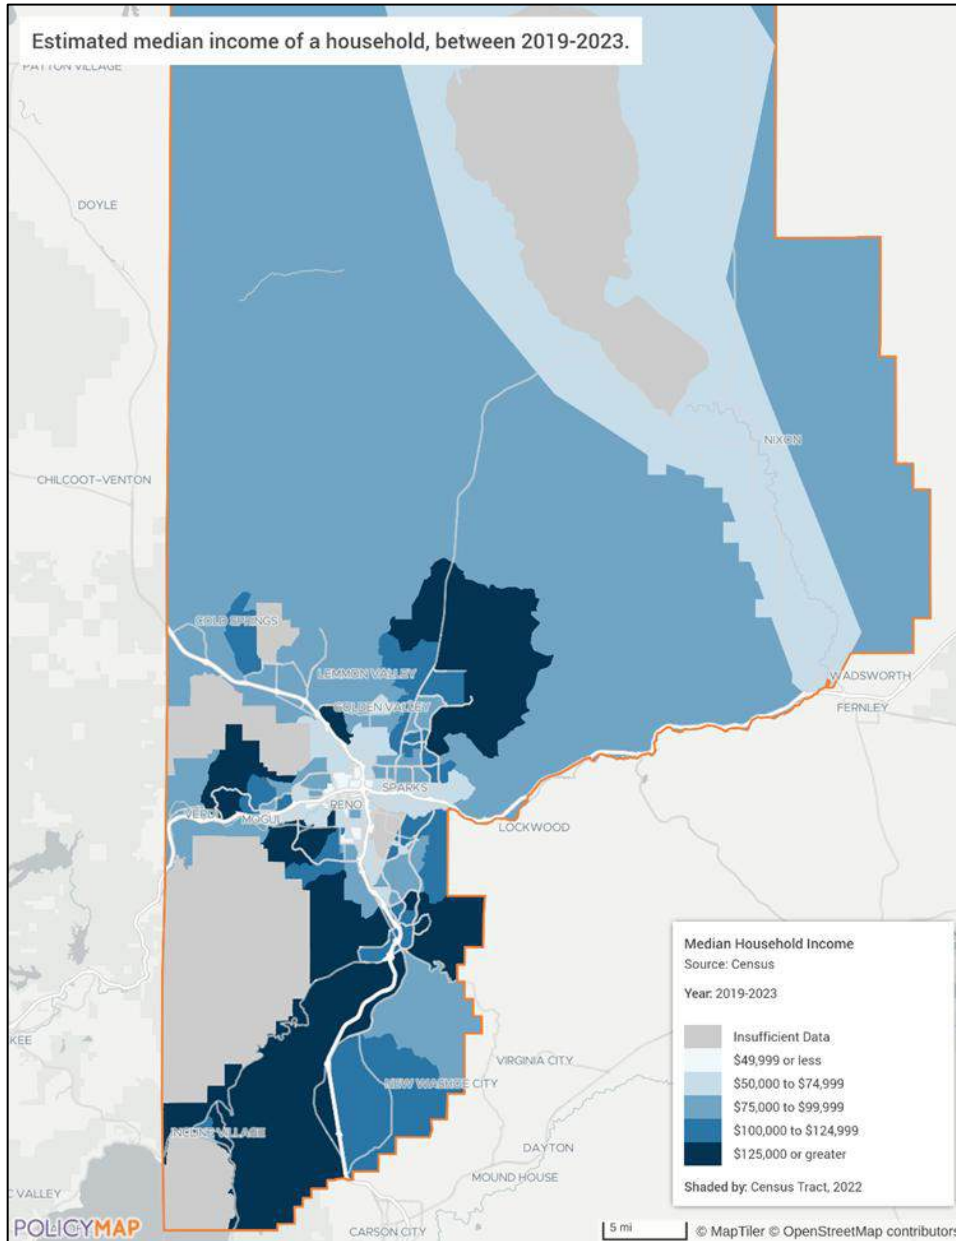 Estimated median income of a household, between 2019-2023.
PATTON VILLAGE
DOYLE
CHILCOOT-VENTON
NIXON
COLD SPRINGS
LEMMON VALLEY
GOLDEN VALLEY
WADSWORTH
FERNLEY
SPARKS
RENO
VERDI
MOGUL
LOCKWOOD
Median Household Income
Source: Census
Year: 2019-2023
Insufficient Data
$49,999 or less
$50,000 to $74,999
$75,000 to $99,999
$100,000 to $124,999
$125,000 or greater
Shaded by: Census Tract, 2022
KEE
VIRGINIA CITY
NEW WASHOE CITY
VILLAGE
DAYTON
MOUND HOUSE
C VALLEY
CARSON CITY
POLICYMAP
5 mi
© MapTiler © OpenStreetMap contributors